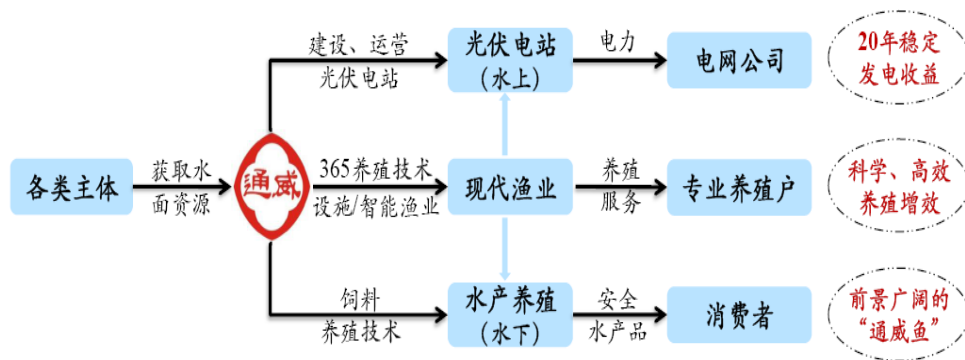 建设、运营
光伏电站
光伏电站
(水上)
电力
电网公司
20年稳定
发电收益
各类主体
获取水
面资源
通威
365养殖技术
设施/智能渔业
现代渔业
养殖
服务
专业养殖户
科学、高效
养殖增效
饲料
养殖技术
水产养殖
(水下)
安全
水产品
消费者
前景广阔的
“通威鱼”